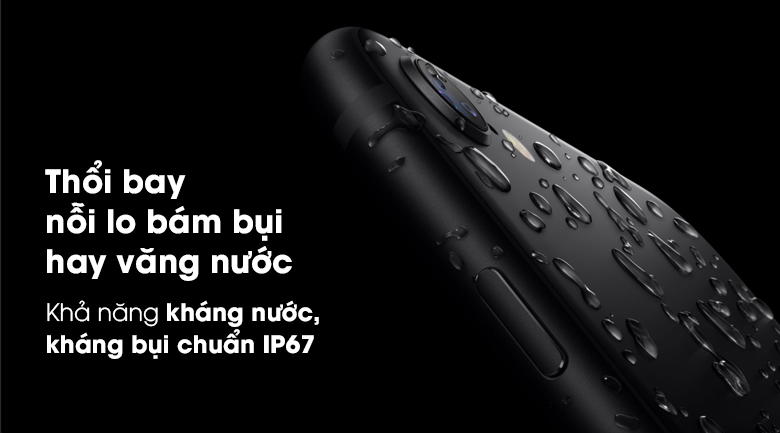 Thổi bay
nỗi lo bám bụi
hay văng nước
Khả năng kháng nước,
kháng bụi chuẩn IP67